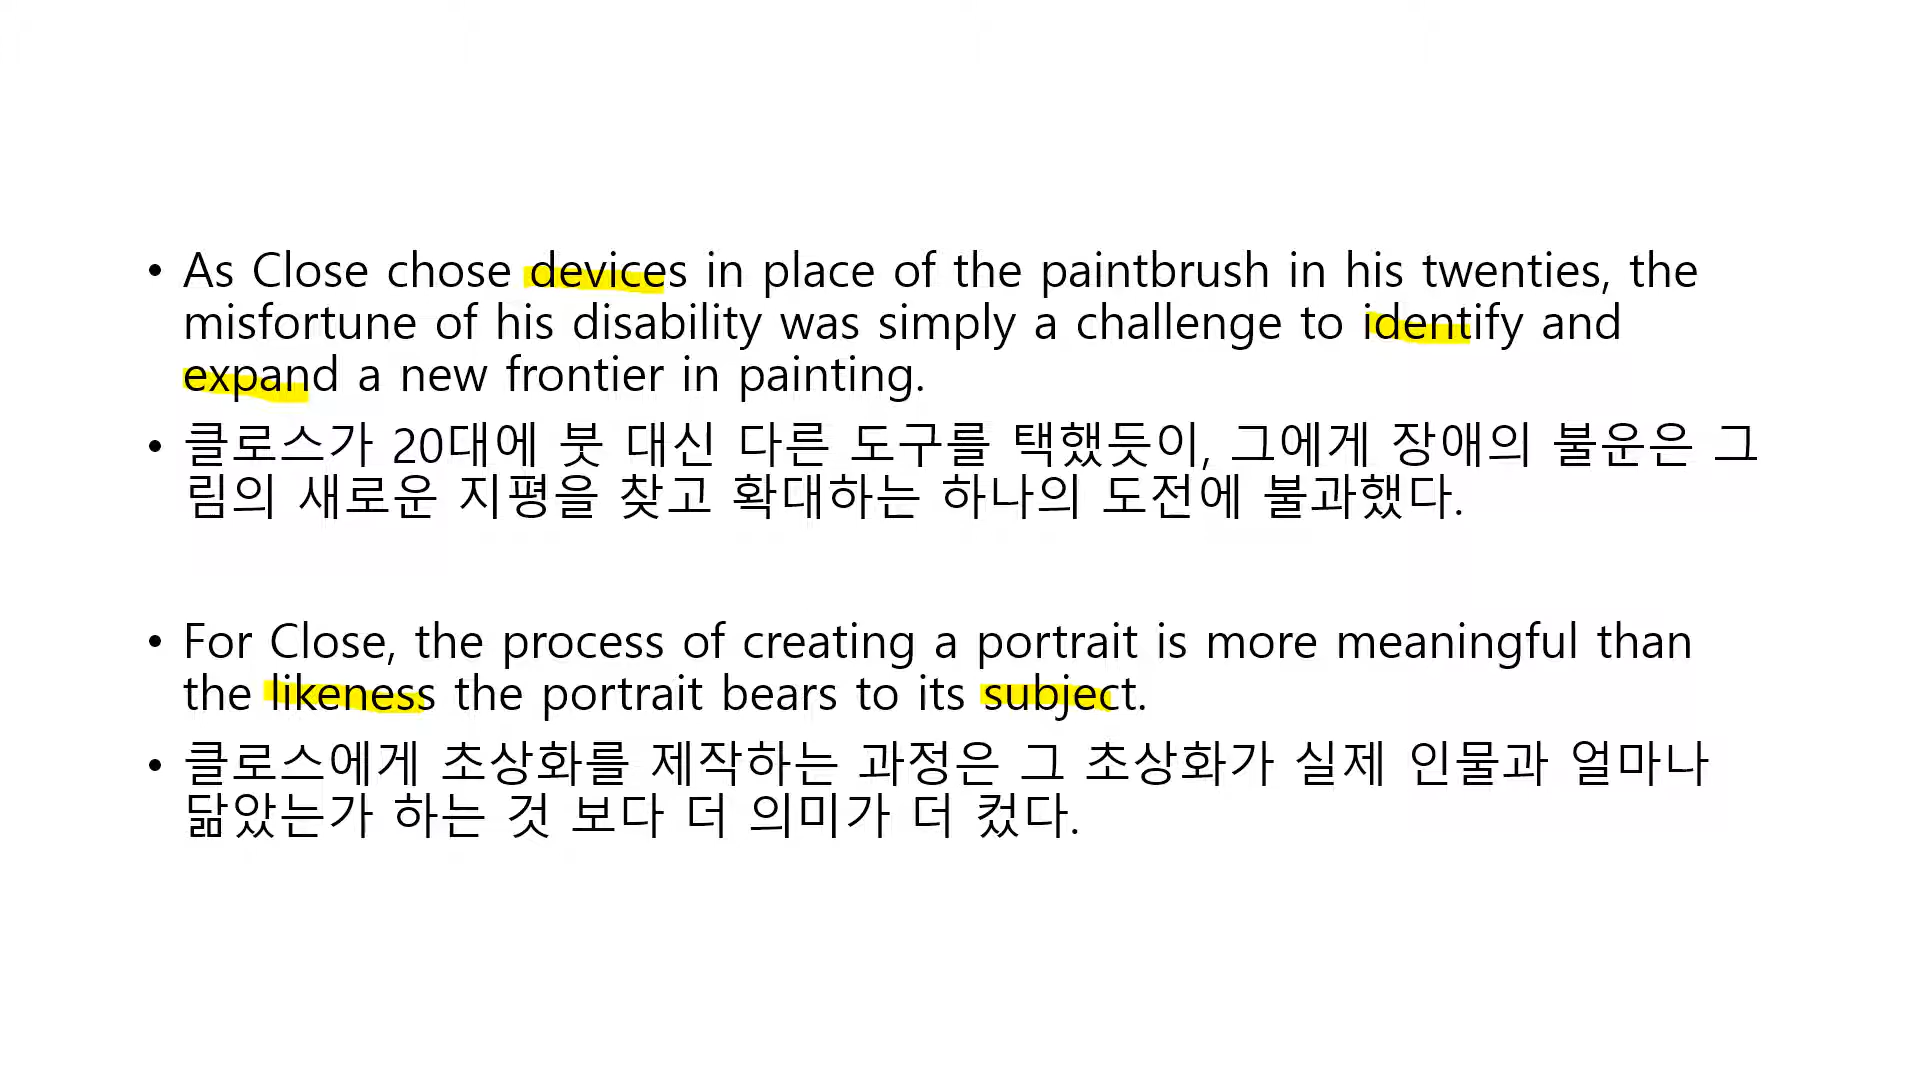 • As Close chose devices in place of the paintbrush in his twenties, the
misfortune of his disability was simply a challenge to identify and
expand a new frontier in painting.
• 클로스가 20대에 붓 대신 다른 도구를 택했듯이, 그에게 장애의 불운은 그
림의 새로운 지평을 찾고 확대하는 하나의 도전에 불과했다.
• For Close, the process of creating a portrait is more meaningful than
the likeness the portrait bears to its subject.
• 클로스에게 초상화를 제작하는 과정은 그 초상화가 실제 인물과 얼마나
닮았는가 하는 것 보다 더 의미가 더 컸다.